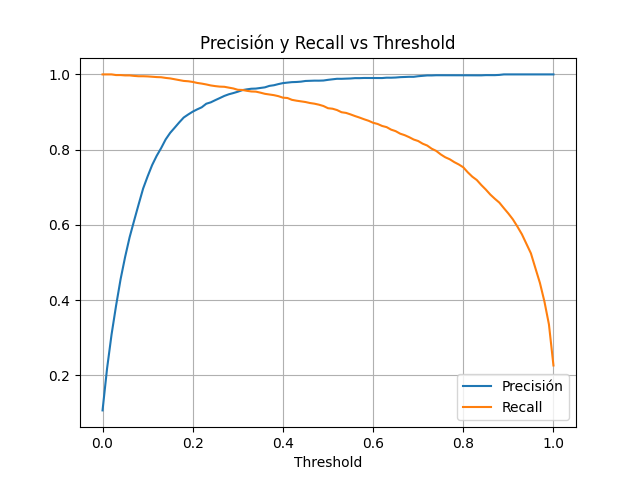 Precisión y Recall vs Threshold
1.0
0.8
0.6
0.4
0.2
0.0 0.2 0.4 0.6 0.8 1.0
Threshold
Precisión
Recall